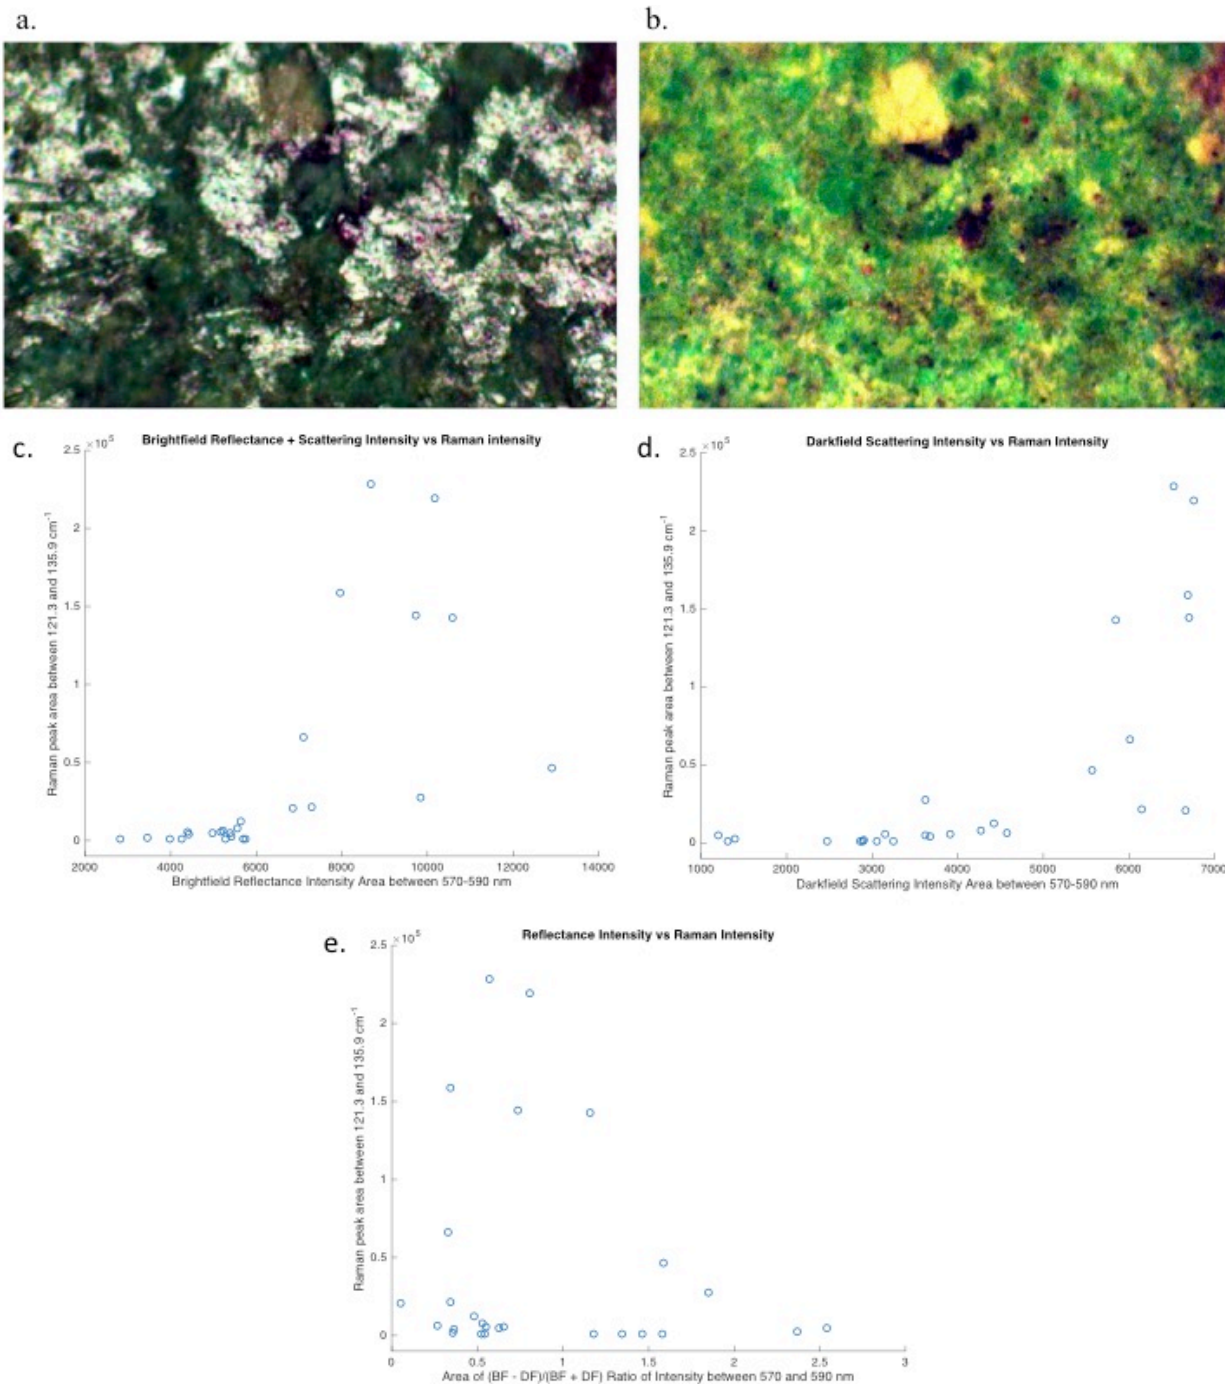 a.
b.
c.
Brightfield Reflectance + Scattering Intensity vs Raman intensity
×10⁵
2.5
2
1.5
1
0.5
0
Raman peak area between 121.3 and 135.9 cm⁻¹
2000 4000 6000 8000 10000 12000 14000
Brightfield Reflectance Intensity Area between 570-590 nm
d.
Darkfield Scattering Intensity vs Raman Intensity
×10⁵
2.5
2
1.5
1
0.5
0
Raman peak area between 121.3 and 135.9 cm⁻¹
1000 2000 3000 4000 5000 6000 7000
Darkfield Scattering Intensity Area between 570-590 nm
e.
Reflectance Intensity vs Raman Intensity
×10⁵
2.5
2
1.5
1
0.5
0
Raman peak area between 121.3 and 135.9 cm⁻¹
0 0.5 1 1.5 2 2.5 3
Area of (BF - DF)/(BF + DF) Ratio of Intensity between 570 and 590 nm